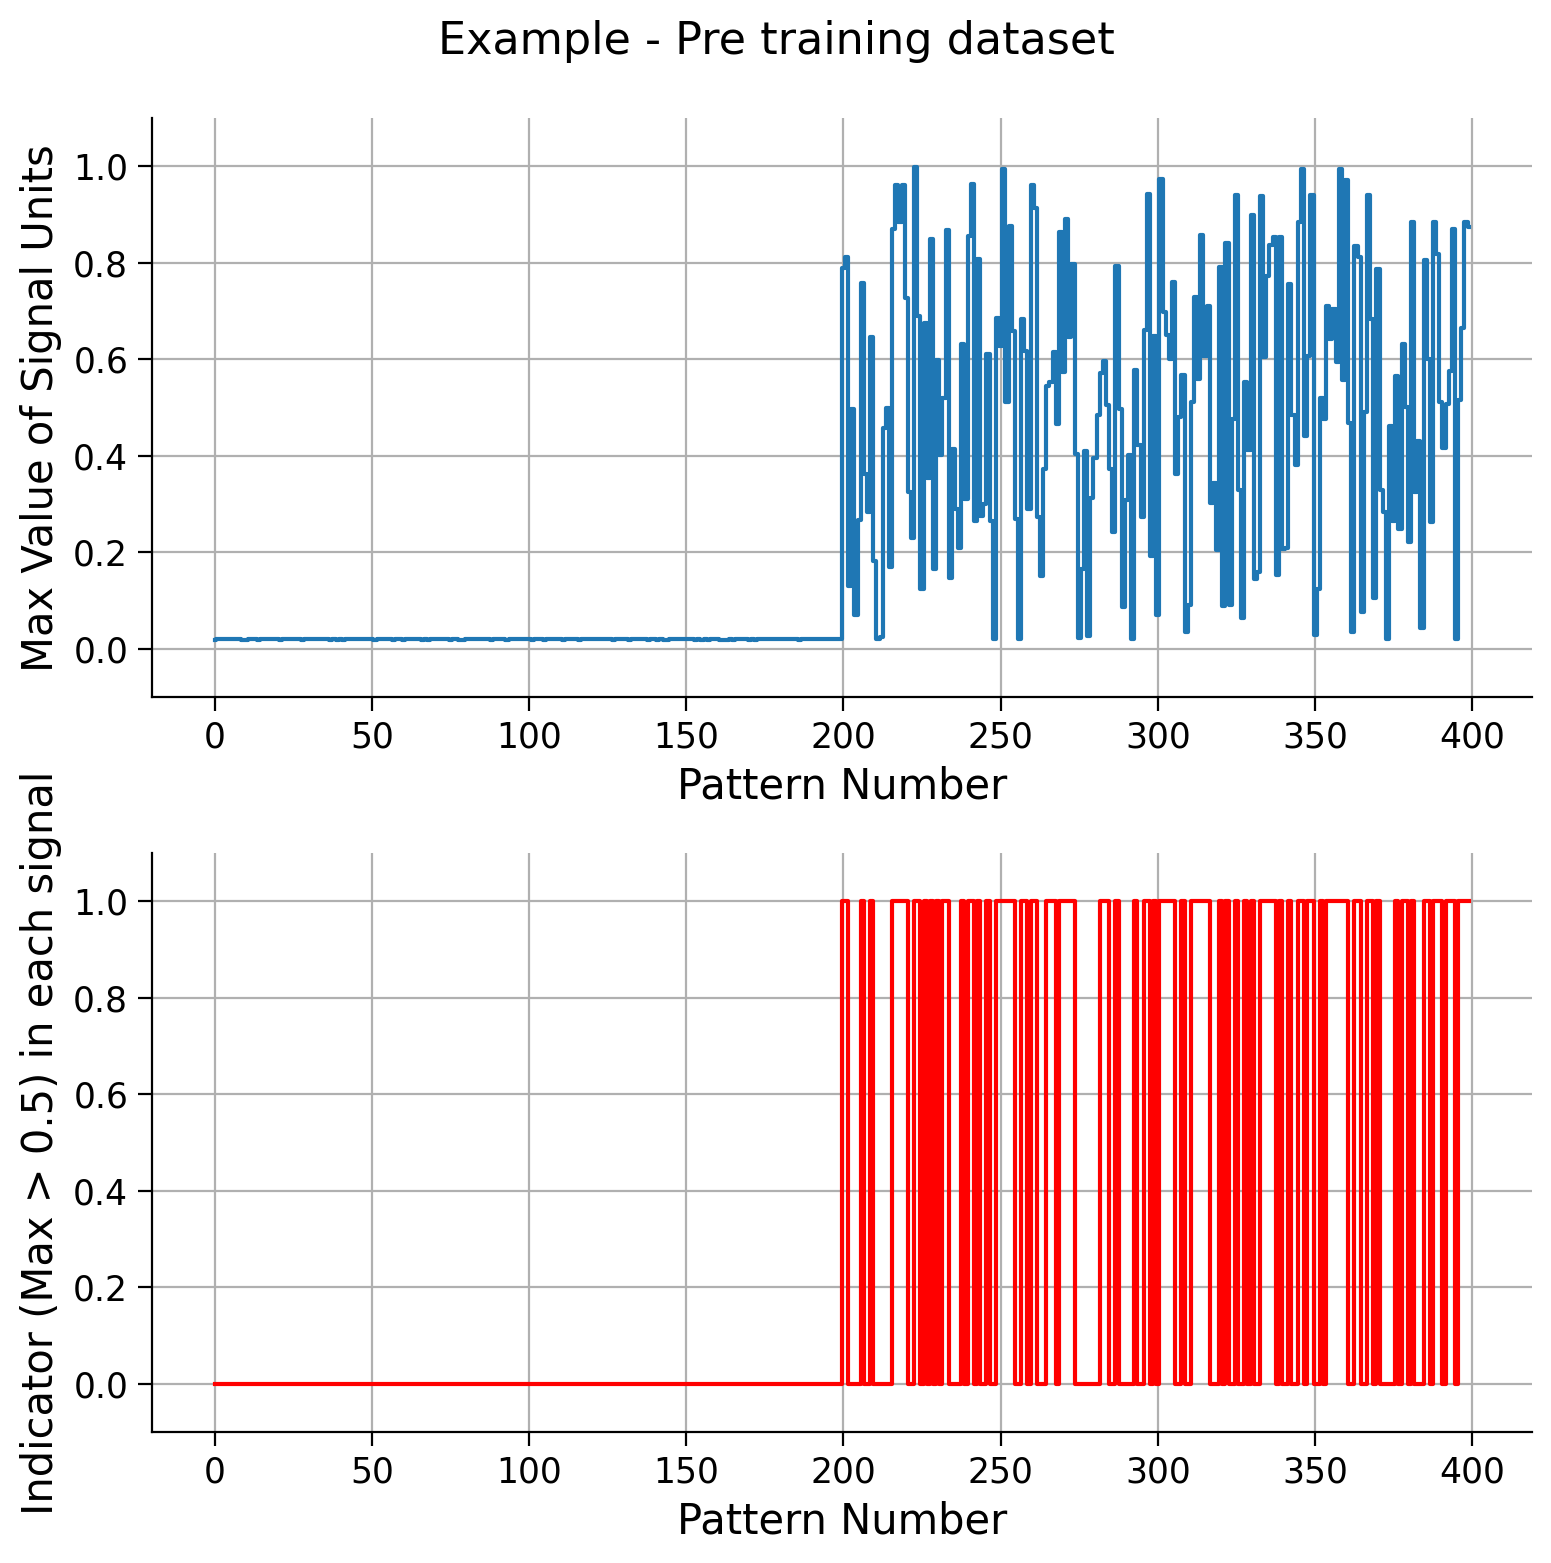 Example - Pre training dataset
Max Value of Signal Units
1.0
0.8
0.6
0.4
0.2
0.0
0 50 100 150 200 250 300 350 400
Pattern Number
Indicator (Max > 0.5) in each signal
1.0
0.8
0.6
0.4
0.2
0.0
0 50 100 150 200 250 300 350 400
Pattern Number